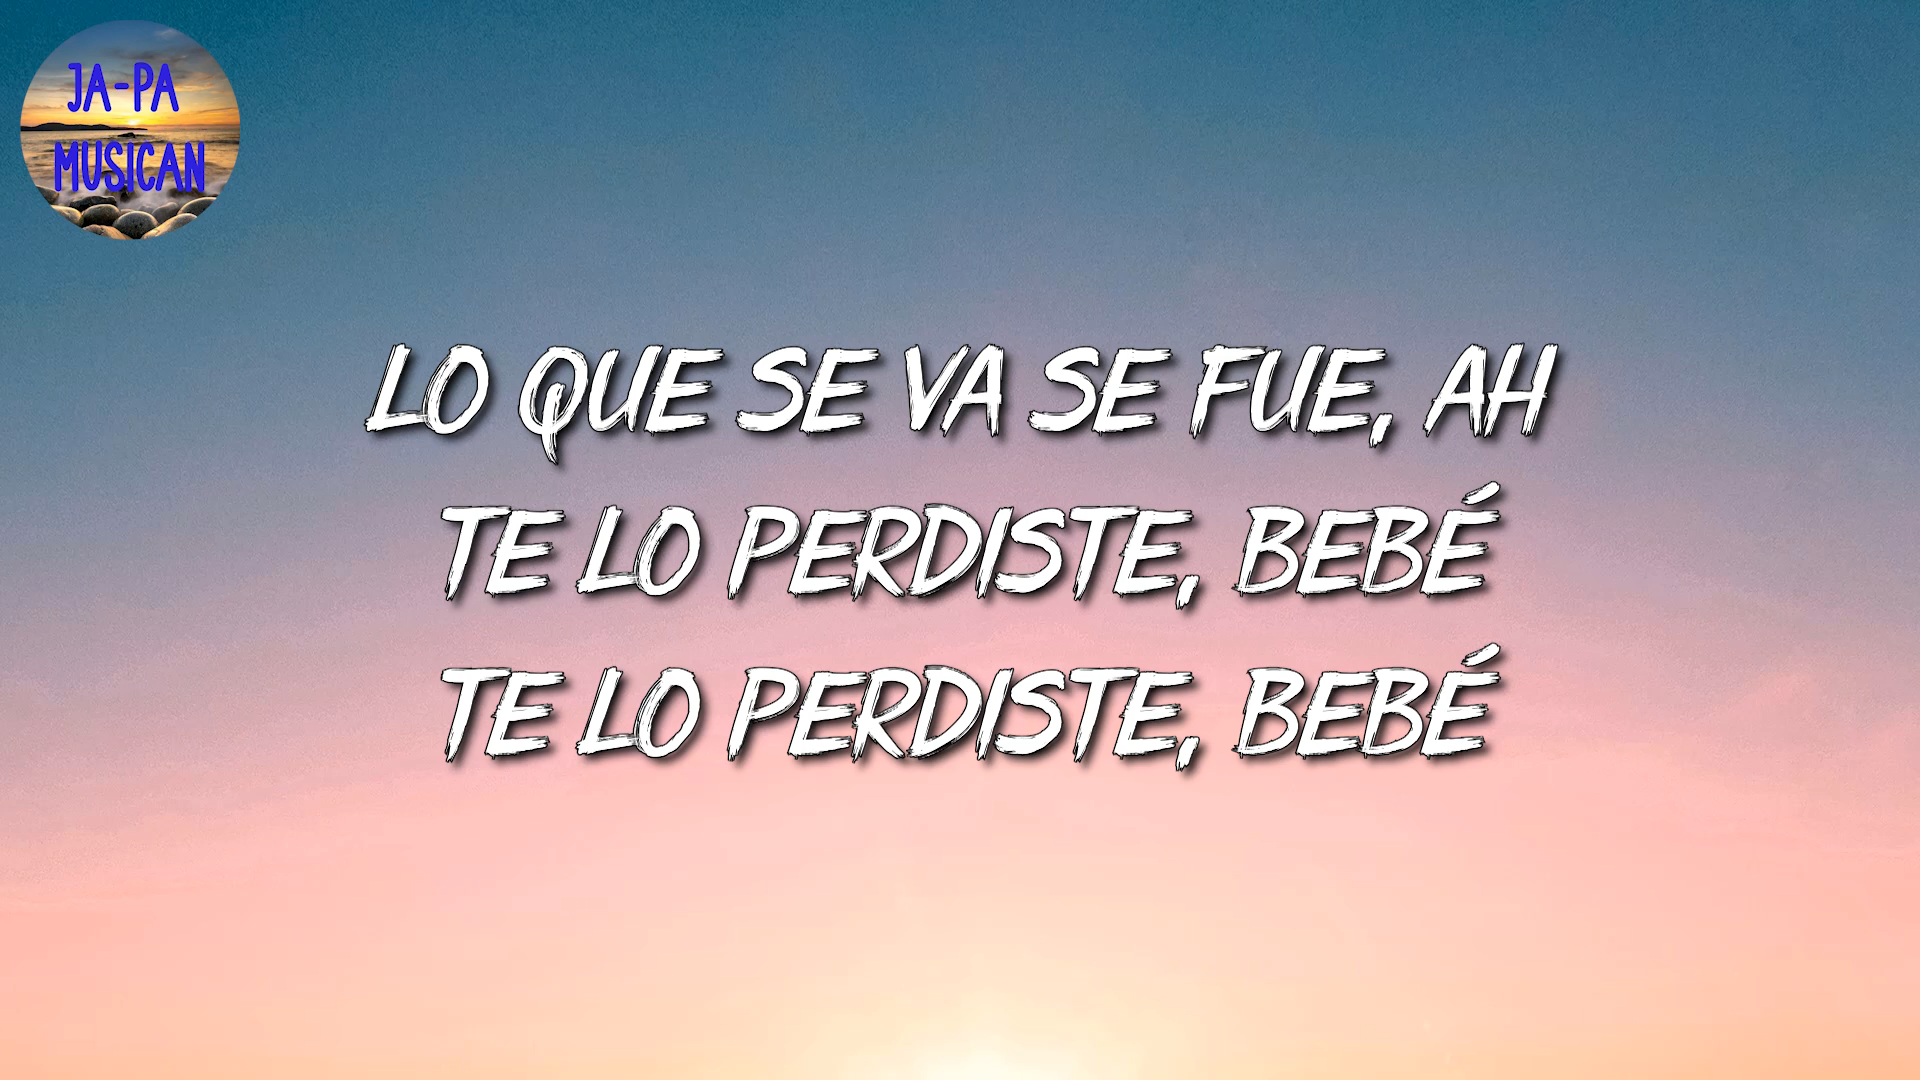 JA-PA
MUSICAN
LO QUE SE VA SE FUE, AH
TE LO PERDISTE, BEBÉ
TE LO PERDISTE, BEBÉ